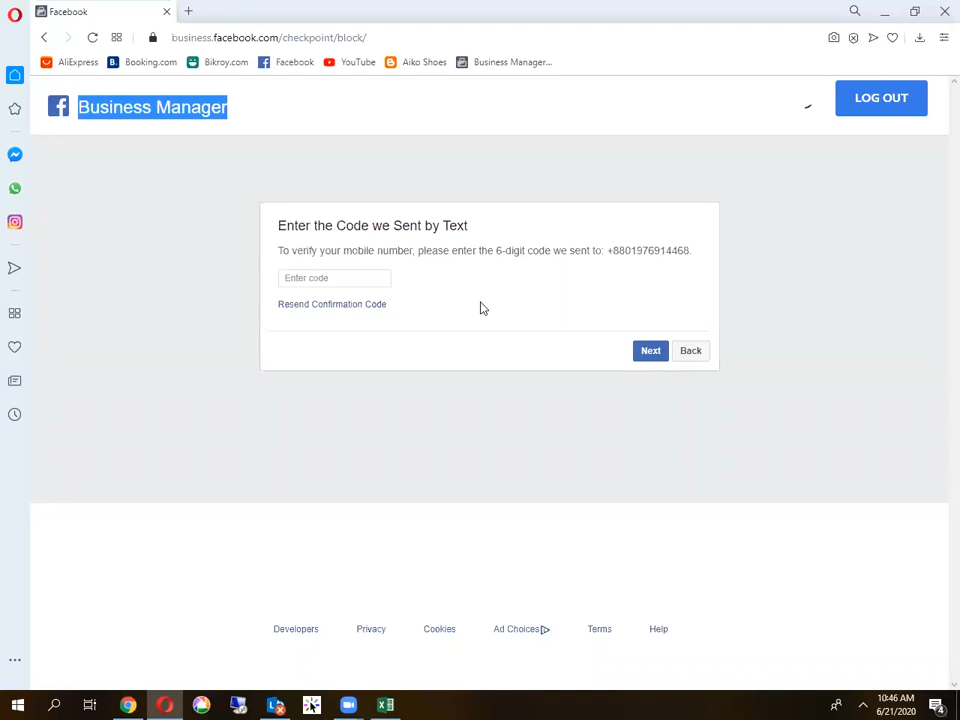 Facebook
business.facebook.com/checkpoint/block/
AliExpress
Booking.com
Bikroy.com
Facebook
YouTube
Aiko Shoes
Business Manager...
Business Manager
LOG OUT
Enter the Code we Sent by Text
To verify your mobile number, please enter the 6-digit code we sent to: +8801976914468.
Enter code
Resend Confirmation Code
Next
Back
Developers
Privacy
Cookies
Ad Choices
Terms
Help
10:46 AM
6/21/2020
4